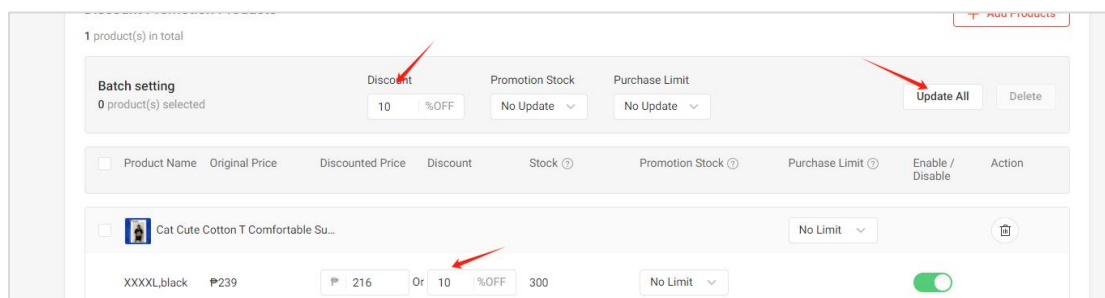 + Add Products
1 product(s) in total
Batch setting
0 product(s) selected
Discount
10 %OFF
Promotion Stock
No Update
Purchase Limit
No Update
Update All
Delete
Product Name Original Price Discounted Price Discount Stock ? Promotion Stock ? Purchase Limit ? Enable / Disable Action
Cat Cute Cotton T Comfortable Su...
No Limit
XXXXL,black ₱239 ₱ 216 Or 10 %OFF 300 No Limit